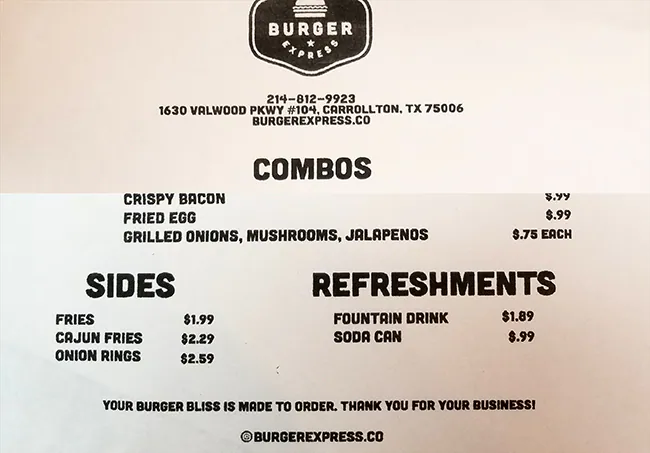 BURGER
EXPRESS
214-812-9923
1630 VALWOOD PKWY #104, CARROLLTON, TX 75006
BURGEREXPRESS.CO
COMBOS
CRISPY BACON $.99
FRIED EGG $.99
GRILLED ONIONS, MUSHROOMS, JALAPENOS $.75 EACH
SIDES
FRIES $1.99
CAJUN FRIES $2.29
ONION RINGS $2.59
REFRESHMENTS
FOUNTAIN DRINK $1.89
SODA CAN $.99
YOUR BURGER BLISS IS MADE TO ORDER. THANK YOU FOR YOUR BUSINESS!
@BURGEREXPRESS.CO